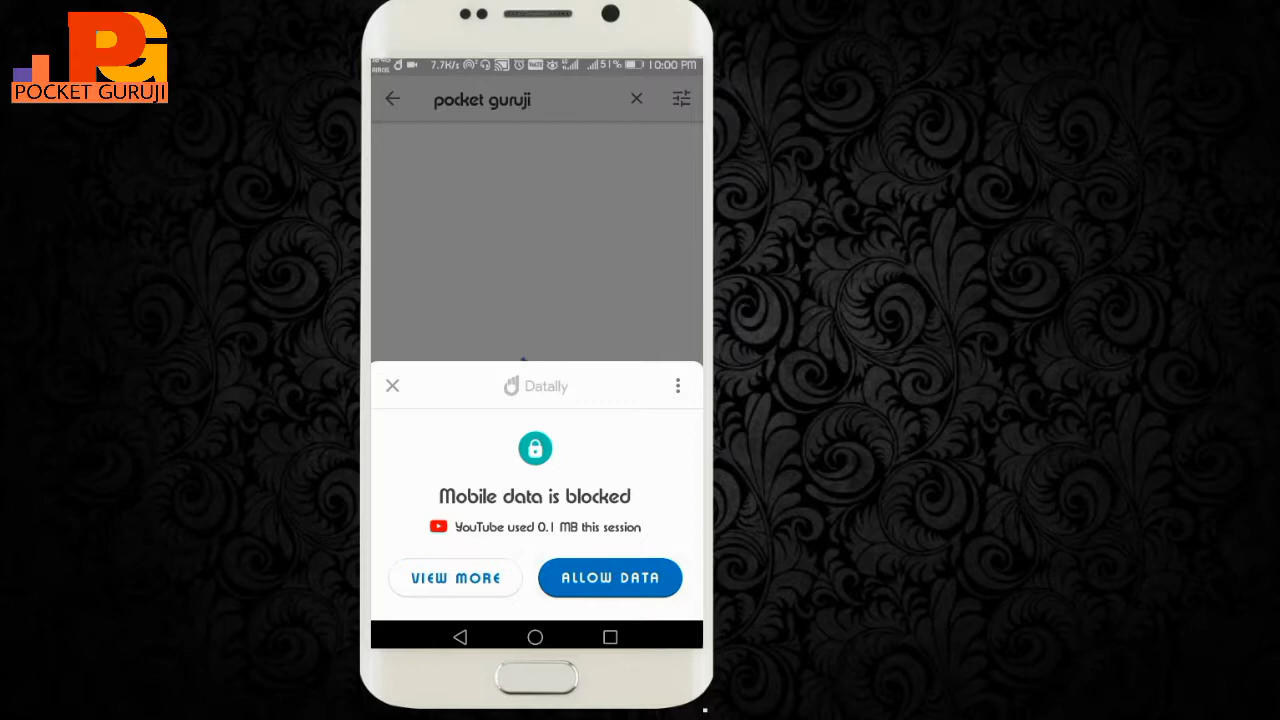 PG
POCKET GURUJI
7.7K/s 51% 10:00 PM
pocket guruji
Datally
Mobile data is blocked
YouTube used 0.1 MB this session
VIEW MORE
ALLOW DATA